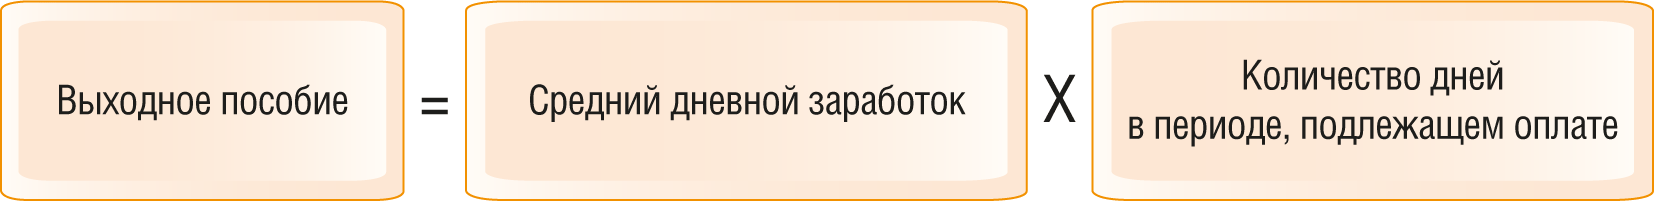 Выходное пособие
=
Средний дневной заработок
X
Количество дней
в периоде, подлежащем оплате